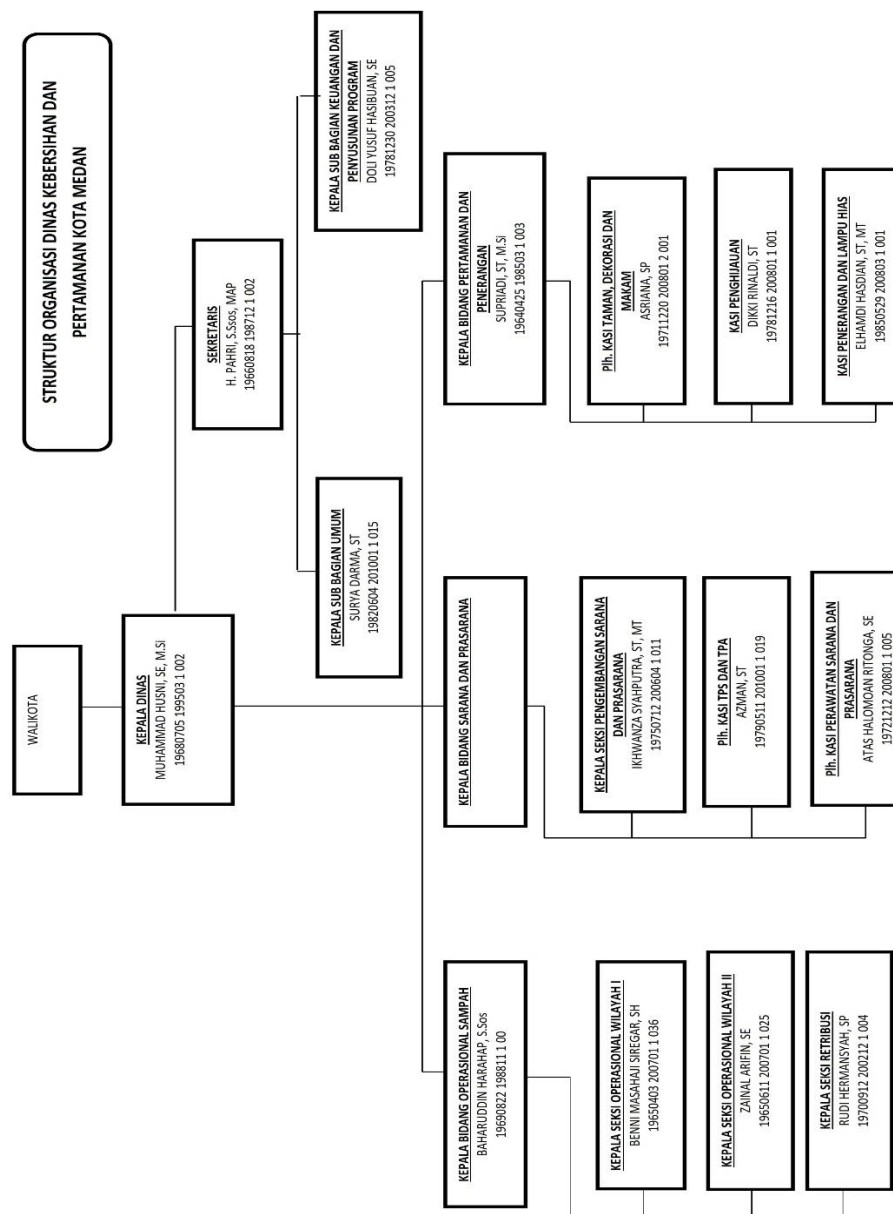 STRUKTUR ORGANISASI DINAS KEBERSIHAN DAN
PERTAMANAN KOTA MEDAN
WALIKOTA
KEPALA DINAS
MUHAMMAD HUSNI, SE, M.Si
19680705 199503 1 002
SEKRETARIS
H. PAHRI, S.Ssos, MAP
19660818 198712 1 002
KEPALA SUB BAGIAN UMUM
SURYA DARMA, ST
19820604 201001 1 015
KEPALA SUB BAGIAN KEUANGAN DAN
PENYUSUNAN PROGRAM
DOLI YUSUF HASIBUAN, SE
19781230 200312 1 005
KEPALA BIDANG OPERASIONAL SAMPAH
BAHARUDDIN HARAHAP, S.Sos
19690822 198811 1 00
KEPALA SEKSI OPERASIONAL WILAYAH I
BENNI MASAHAJI SIREGAR, SH
19650403 200701 1 036
KEPALA SEKSI OPERASIONAL WILAYAH II
ZAINAL ARIFIN, SE
19650611 200701 1 025
KEPALA SEKSI RETRIBUSI
RUDI HERMANSYAH, SP
19700912 200212 1 004
KEPALA BIDANG SARANA DAN PRASARANA
KEPALA SEKSI PENGEMBANGAN SARANA
DAN PRASARANA
IKHWANZA SYAHPUTRA, ST, MT
19750712 200604 1 011
Plh. KASI TPS DAN TPA
AZMAN, ST
19790511 201001 1 019
Plh. KASI PERAWATAN SARANA DAN
PRASARANA
ATAS HALOMOAN RITONGA, SE
19721212 200801 1 005
KEPALA BIDANG PERTAMANAN DAN
PENERANGAN
SUPRIADI, ST, M.Si
19640425 198503 1 003
Plh. KASI TAMAN, DEKORASI DAN
MAKAM
ASRIANA, SP
19711220 200801 2 001
KASI PENGHIJAUAN
DIKKI RINALDI, ST
19781216 200801 1 001
KASI PENERANGAN DAN LAMPU HIAS
ELHAMDI HASDIAN, ST, MT
19850529 200803 1 001